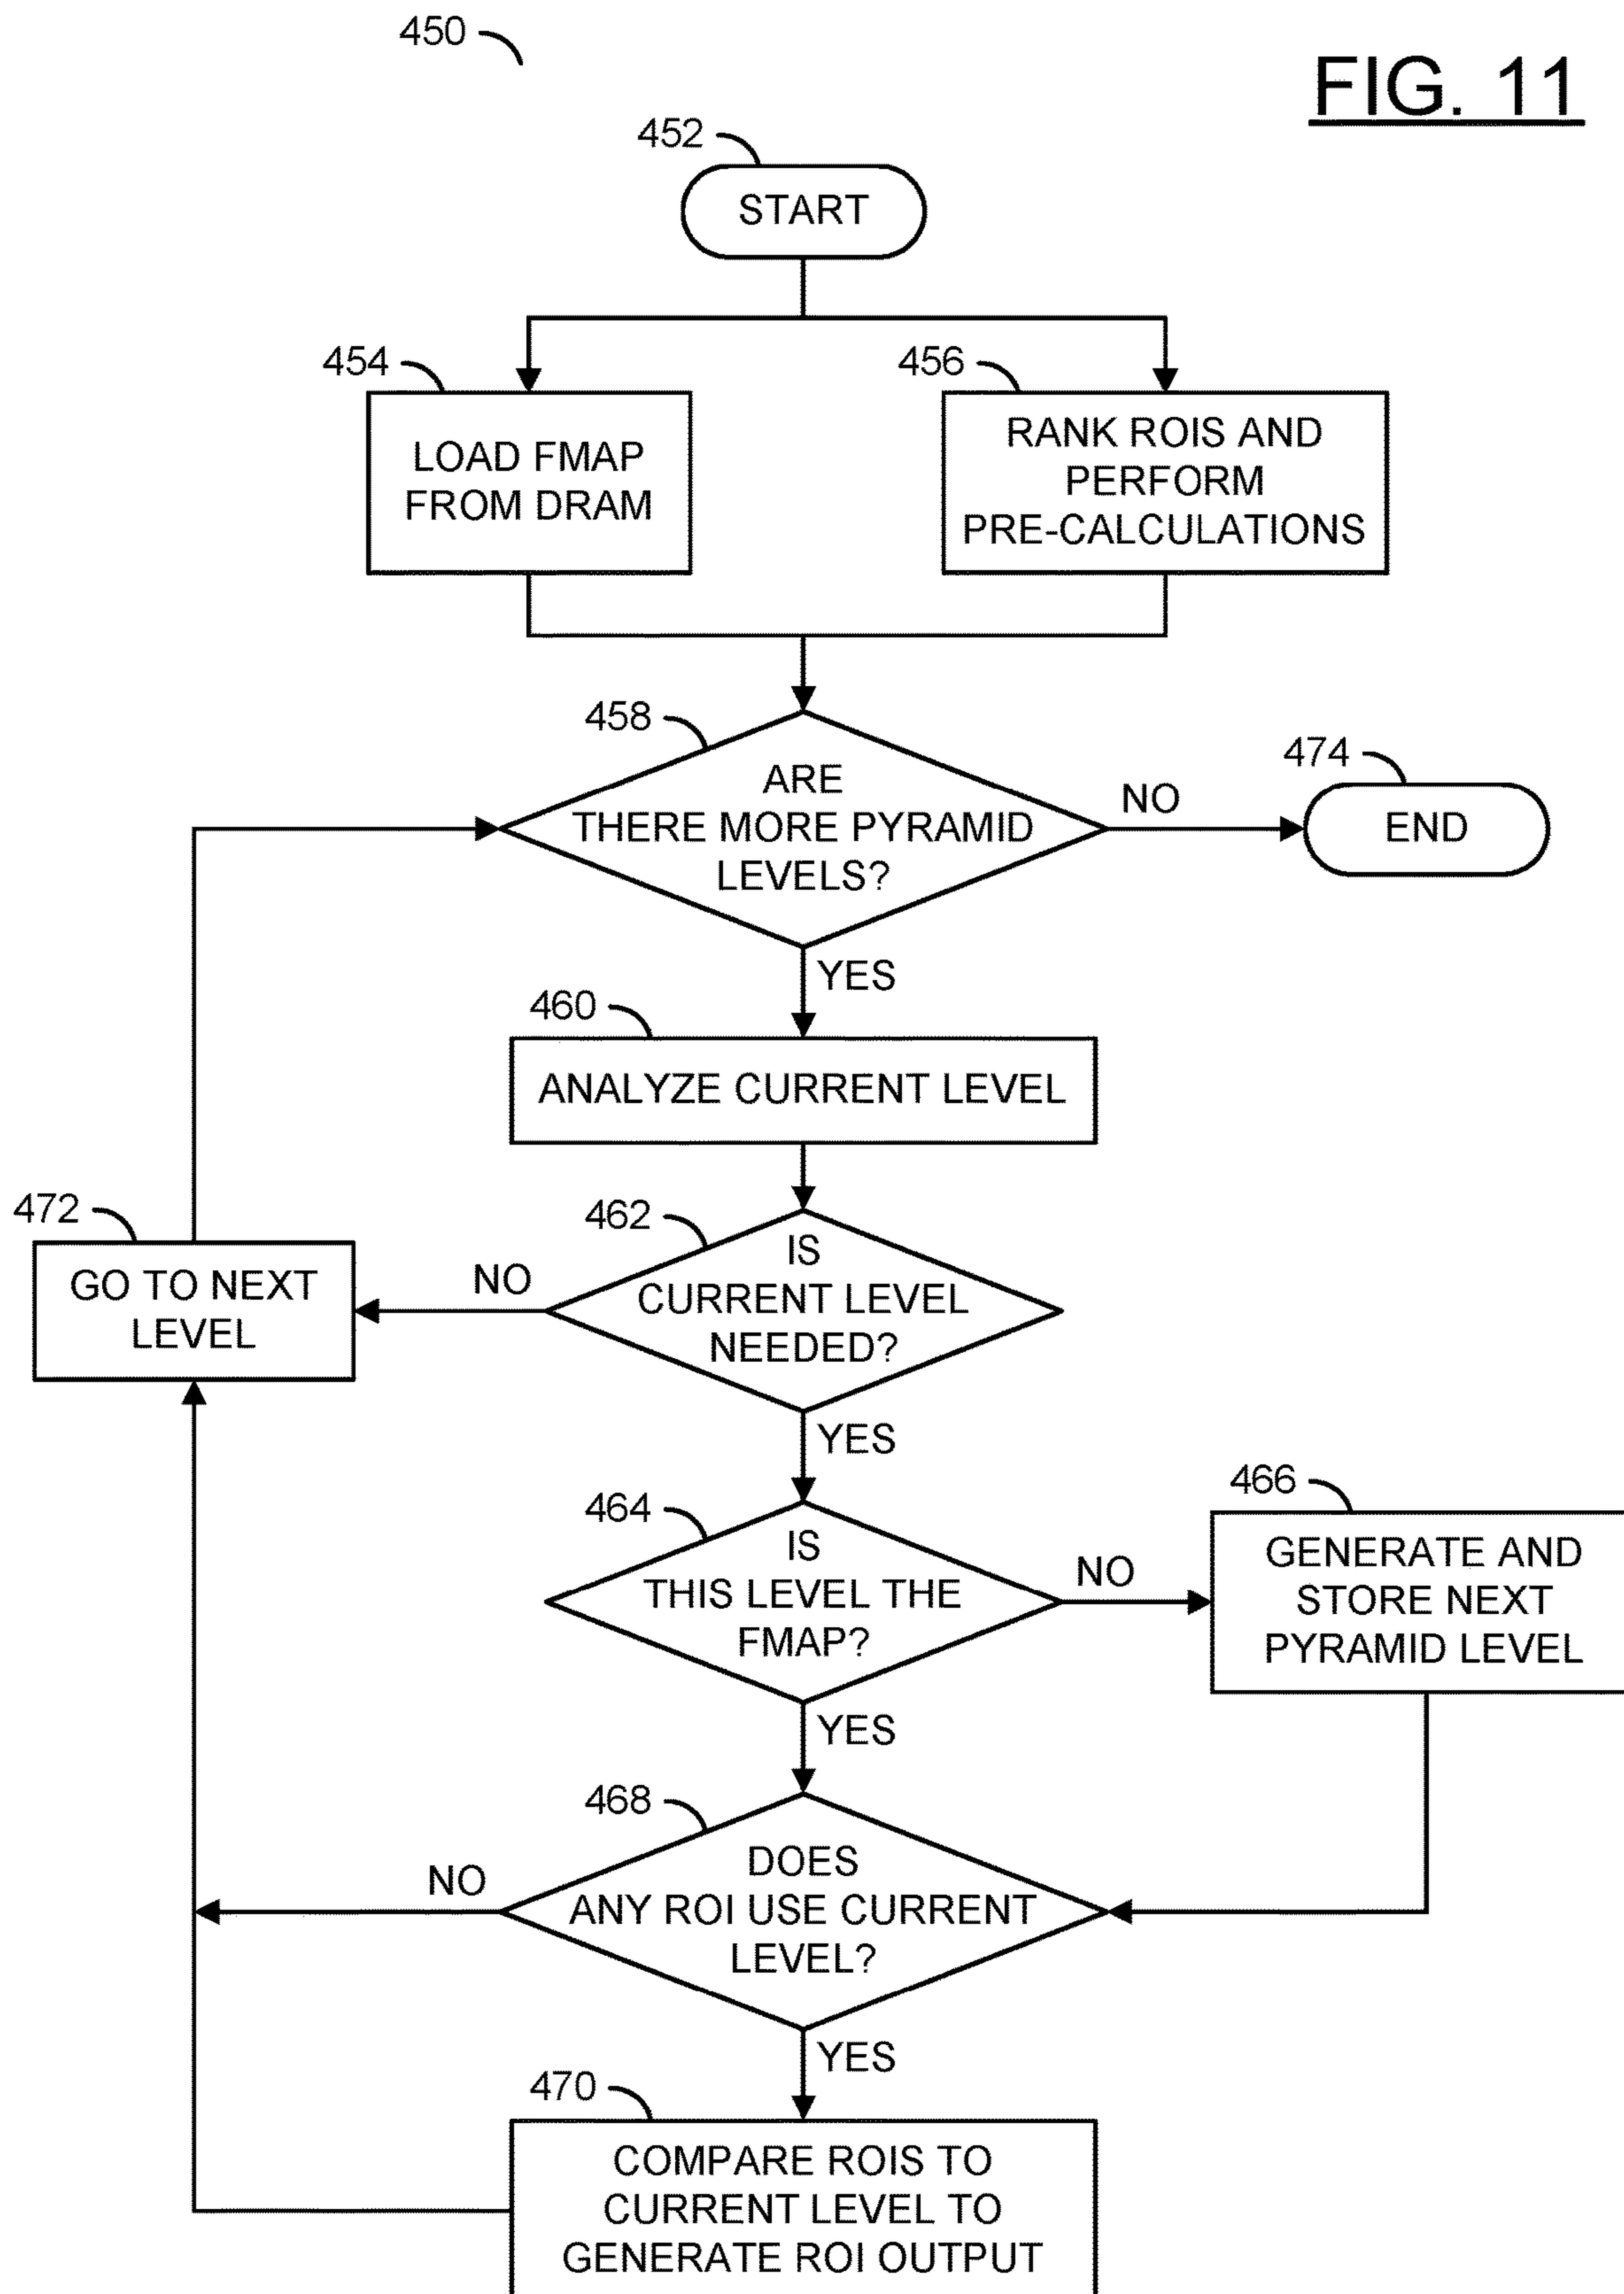 450
FIG. 11
452
START
454
LOAD FMAP
FROM DRAM
456
RANK ROIS AND
PERFORM
PRE-CALCULATIONS
458
ARE
THERE MORE PYRAMID
LEVELS?
NO
474
END
YES
460
ANALYZE CURRENT LEVEL
472
GO TO NEXT
LEVEL
NO
462
IS
CURRENT LEVEL
NEEDED?
YES
464
IS
THIS LEVEL THE
FMAP?
NO
466
GENERATE AND
STORE NEXT
PYRAMID LEVEL
YES
468
DOES
ANY ROI USE CURRENT
LEVEL?
NO
YES
470
COMPARE ROIS TO
CURRENT LEVEL TO
GENERATE ROI OUTPUT